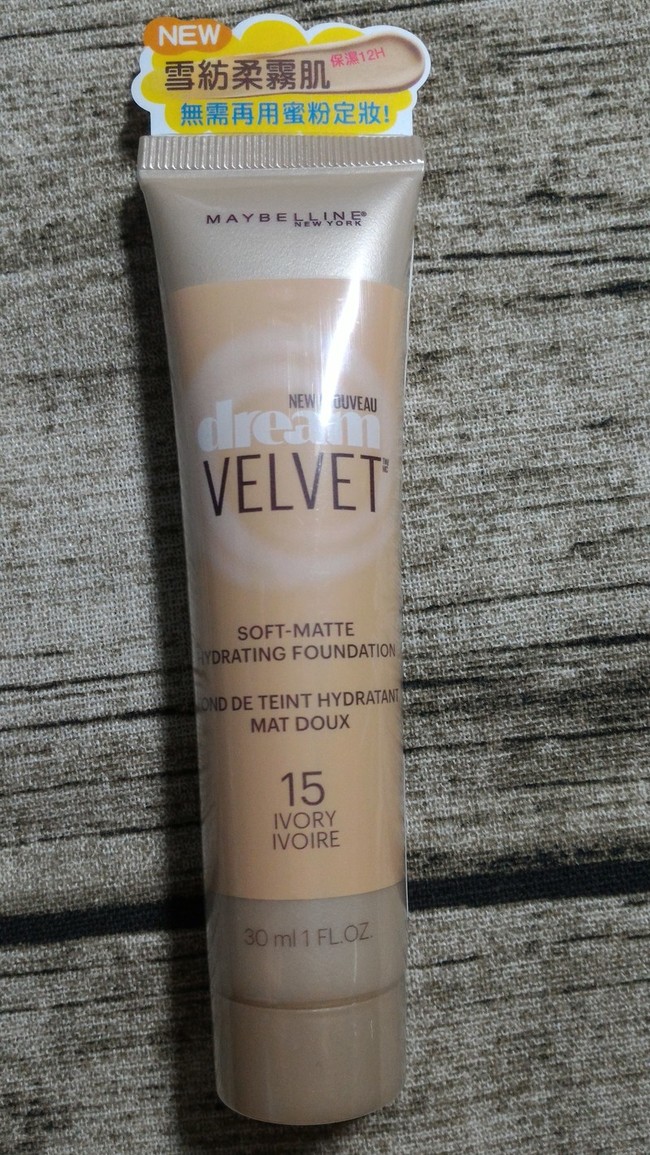 NEW
保濕12H
雪紡柔霧肌
無需再用蜜粉定妝!
MAYBELLINE®
NEW YORK
NEW
dream
VELVET™
SOFT-MATTE
HYDRATING FOUNDATION
FOND DE TEINT HYDRATANT
MAT DOUX
15
IVORY
IVOIRE
30 ml 1 FL.OZ.